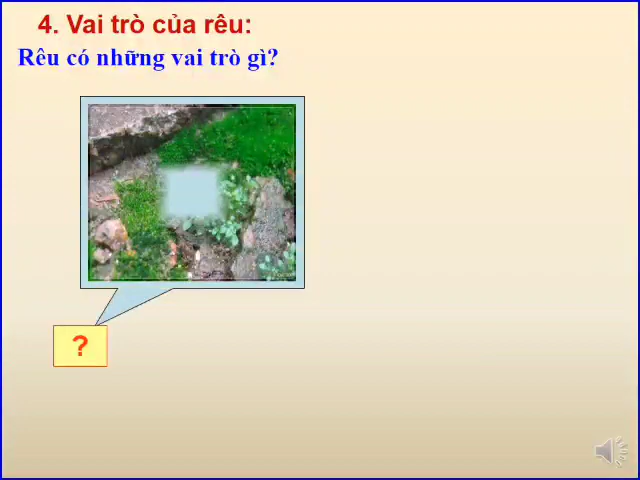 4. Vai trò của rêu:
Rêu có những vai trò gì?
?